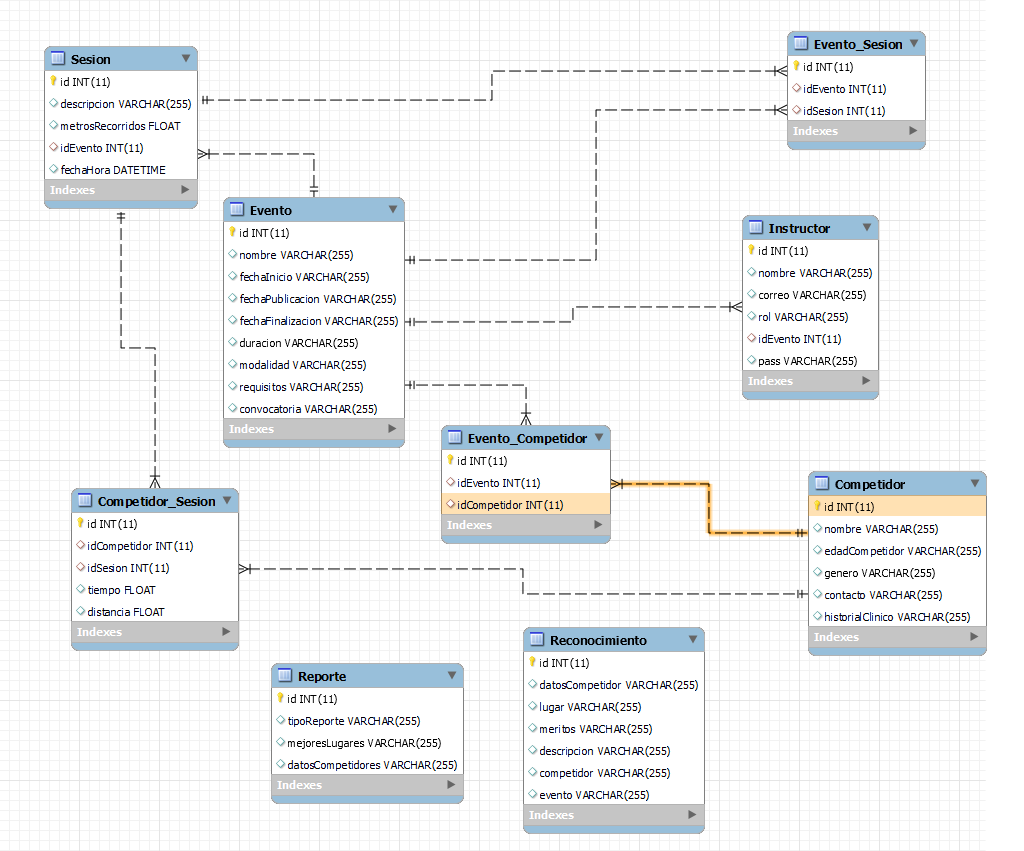 Sesion
id INT(11)
descripcion VARCHAR(255)
metrosRecorridos FLOAT
idEvento INT(11)
fechaHora DATETIME
Indexes
Evento_Sesion
id INT(11)
idEvento INT(11)
idSesion INT(11)
Indexes
Evento
id INT(11)
nombre VARCHAR(255)
fechaInicio VARCHAR(255)
fechaPublicacion VARCHAR(255)
fechaFinalizacion VARCHAR(255)
duracion VARCHAR(255)
modalidad VARCHAR(255)
requisitos VARCHAR(255)
convocatoria VARCHAR(255)
Indexes
Instructor
id INT(11)
nombre VARCHAR(255)
correo VARCHAR(255)
rol VARCHAR(255)
idEvento INT(11)
pass VARCHAR(255)
Indexes
Evento_Competidor
id INT(11)
idEvento INT(11)
idCompetidor INT(11)
Indexes
Competidor
id INT(11)
nombre VARCHAR(255)
edadCompetidor VARCHAR(255)
genero VARCHAR(255)
contacto VARCHAR(255)
historialClinico VARCHAR(255)
Indexes
Competidor_Sesion
id INT(11)
idCompetidor INT(11)
idSesion INT(11)
tiempo FLOAT
distancia FLOAT
Indexes
Reporte
id INT(11)
tipoReporte VARCHAR(255)
mejoresLugares VARCHAR(255)
datosCompetidores VARCHAR(255)
Indexes
Reconocimiento
id INT(11)
datosCompetidor VARCHAR(255)
lugar VARCHAR(255)
meritos VARCHAR(255)
descripcion VARCHAR(255)
competidor VARCHAR(255)
evento VARCHAR(255)
Indexes